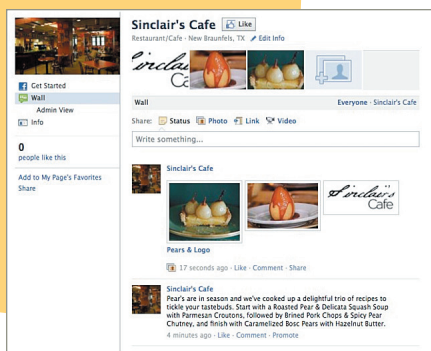 Sinclair's Cafe Like
Restaurant/Cafe · New Braunfels, TX Edit Info
Get Started
Wall
Admin View
Info
0
people like this
Add to My Page's Favorites
Share
Wall Everyone · Sinclair's Cafe
Share: Status Photo Link Video
Write something...
Sinclair's Cafe
Sinclair's
Cafe
Pears & Logo
17 seconds ago · Like · Comment · Share
Sinclair's Cafe
Pear's are in season and we've cooked up a delightful trio of recipes to
tickle your tastebuds. Start with a Roasted Pear & Delicata Squash Soup
with Parmesan Croutons, followed by Brined Pork Chops & Spicy Pear
Chutney, and finish with Caramelized Bosc Pears with Hazelnut Butter.
4 minutes ago · Like · Comment · Promote